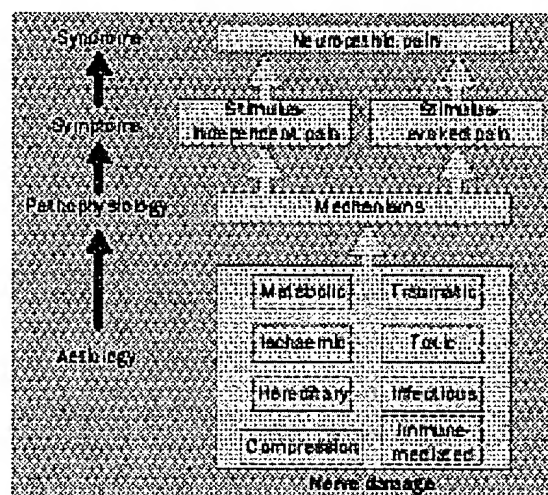 Syndrome
Neuropathic pain
Symptoms
Stimulus-
independent pain
Stimulus-
evoked pain
Pathophysiology
Mechanisms
Aetiology
Metabolic
Traumatic
Ischaemic
Toxic
Hereditary
Infectious
Compression
Immune-
mediated
Nerve damage